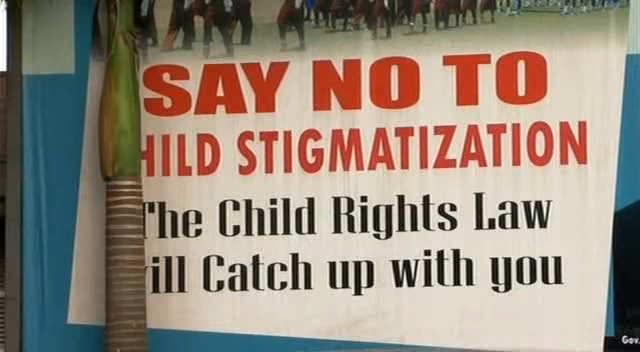 SAY NO TO
HILD STIGMATIZATION
The Child Rights Law
ill Catch up with you
Gov